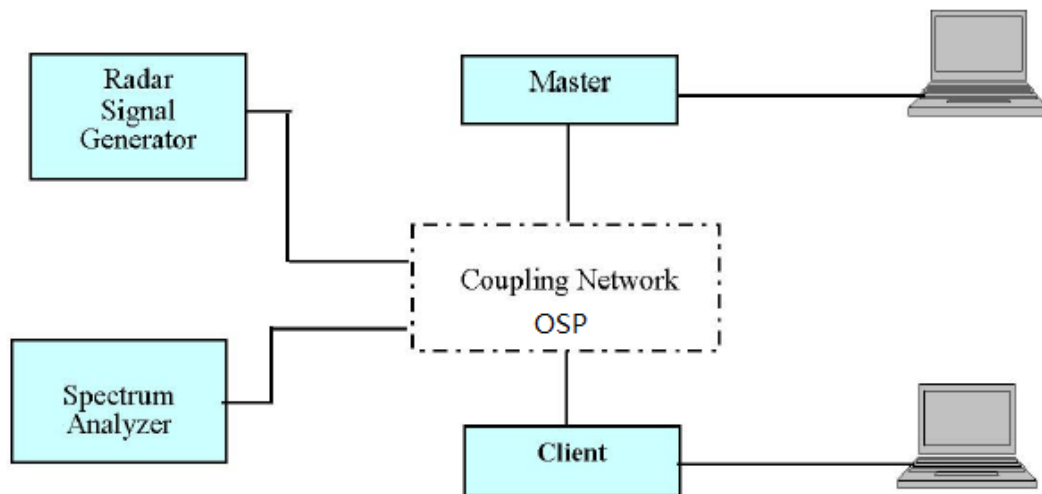 Radar
Signal
Generator
Master
Coupling Network
OSP
Spectrum
Analyzer
Client